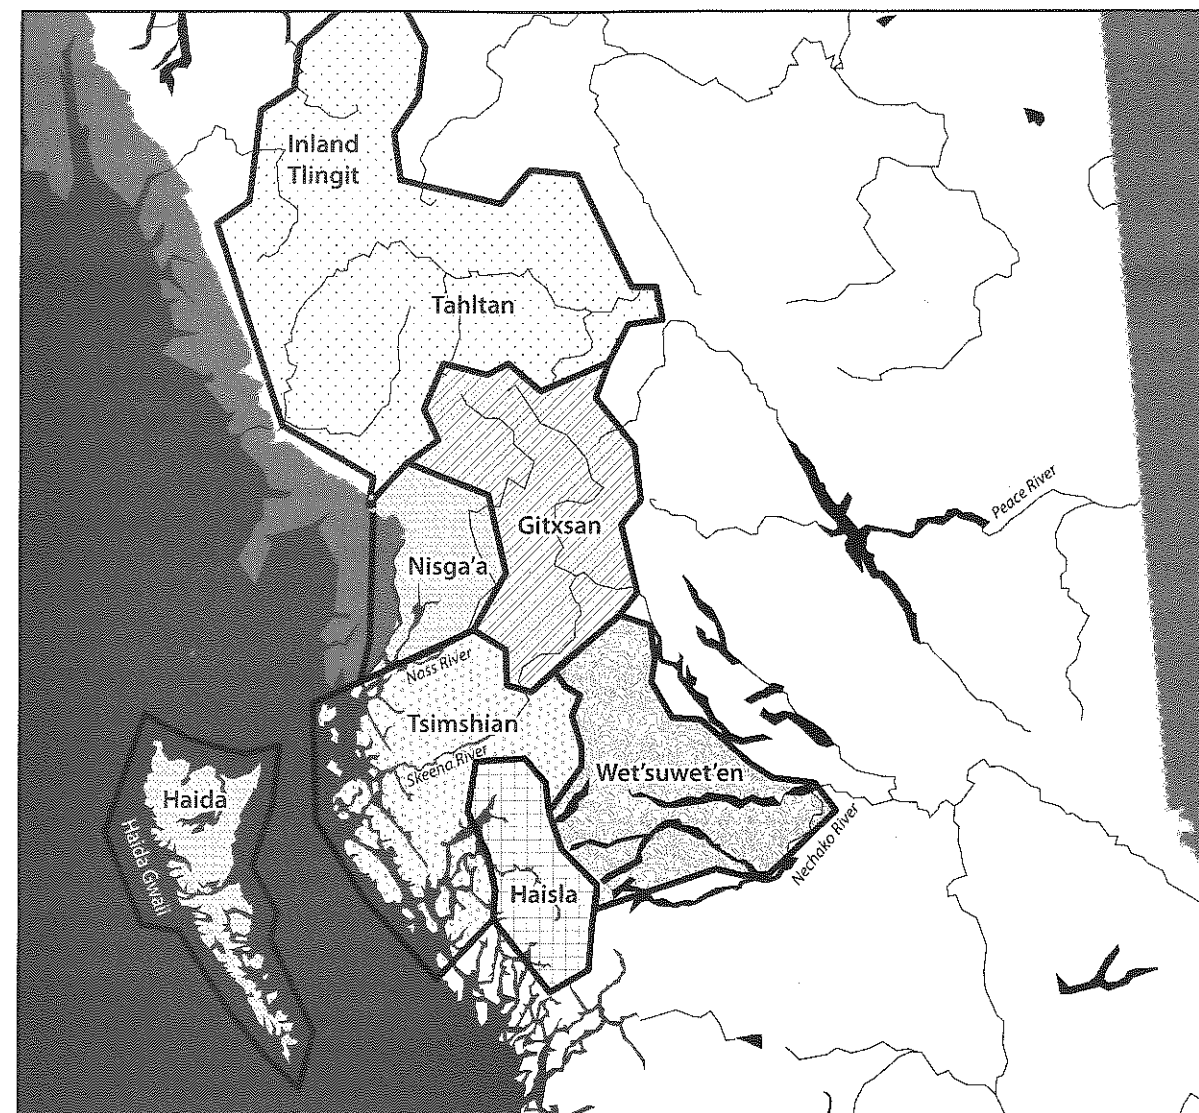 Inland
Tlingit
Tahltan
Peace River
Gitxsan
Nisga'a
Nass River
Tsimshian
Skeena River
Wet'suwet'en
Haida
Haida Gwaii
Nechako River
Haisla